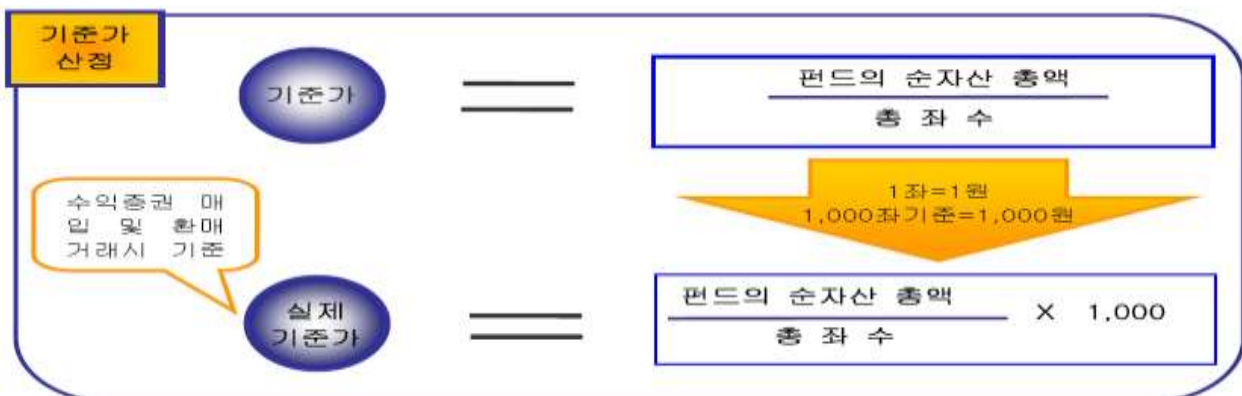 기준가
산정
기준가
펀드의 순자산 총액
총 좌 수
1좌=1원
1,000좌기준=1,000원
수익증권 매
입 및 환매
거래시 기준
실제
기준가
펀드의 순자산 총액
총 좌 수
X 1,000